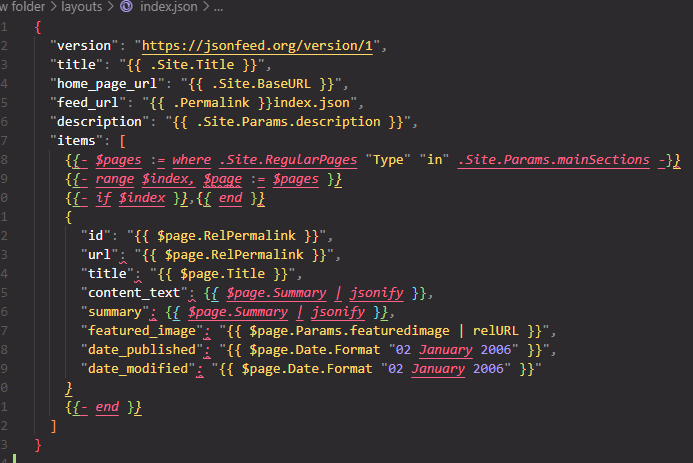 w folder > layouts > index.json > ...
1 {
2 "version": "https://jsonfeed.org/version/1",
3 "title": "{{ .Site.Title }}",
4 "home_page_url": "{{ .Site.BaseURL }}",
5 "feed_url": "{{ .Permalink }}index.json",
6 "description": "{{ .Site.Params.description }}",
7 "items": [
8 {{- $pages := where .Site.RegularPages "Type" "in" .Site.Params.mainSections -}}
9 {{- range $index, $page := $pages }}
0 {{- if $index }},{{ end }}
1 {
2 "id": "{{ $page.RelPermalink }}",
3 "url": "{{ $page.RelPermalink }}",
4 "title": "{{ $page.Title }}",
5 "content_text": {{ $page.Summary | jsonify }},
6 "summary": {{ $page.Summary | jsonify }},
7 "featured_image": "{{ $page.Params.featuredimage | relURL }}",
8 "date_published": "{{ $page.Date.Format "02 January 2006" }}",
9 "date_modified": "{{ $page.Date.Format "02 January 2006" }}"
0 }
1 {{- end }}
2 ]
3 }
4